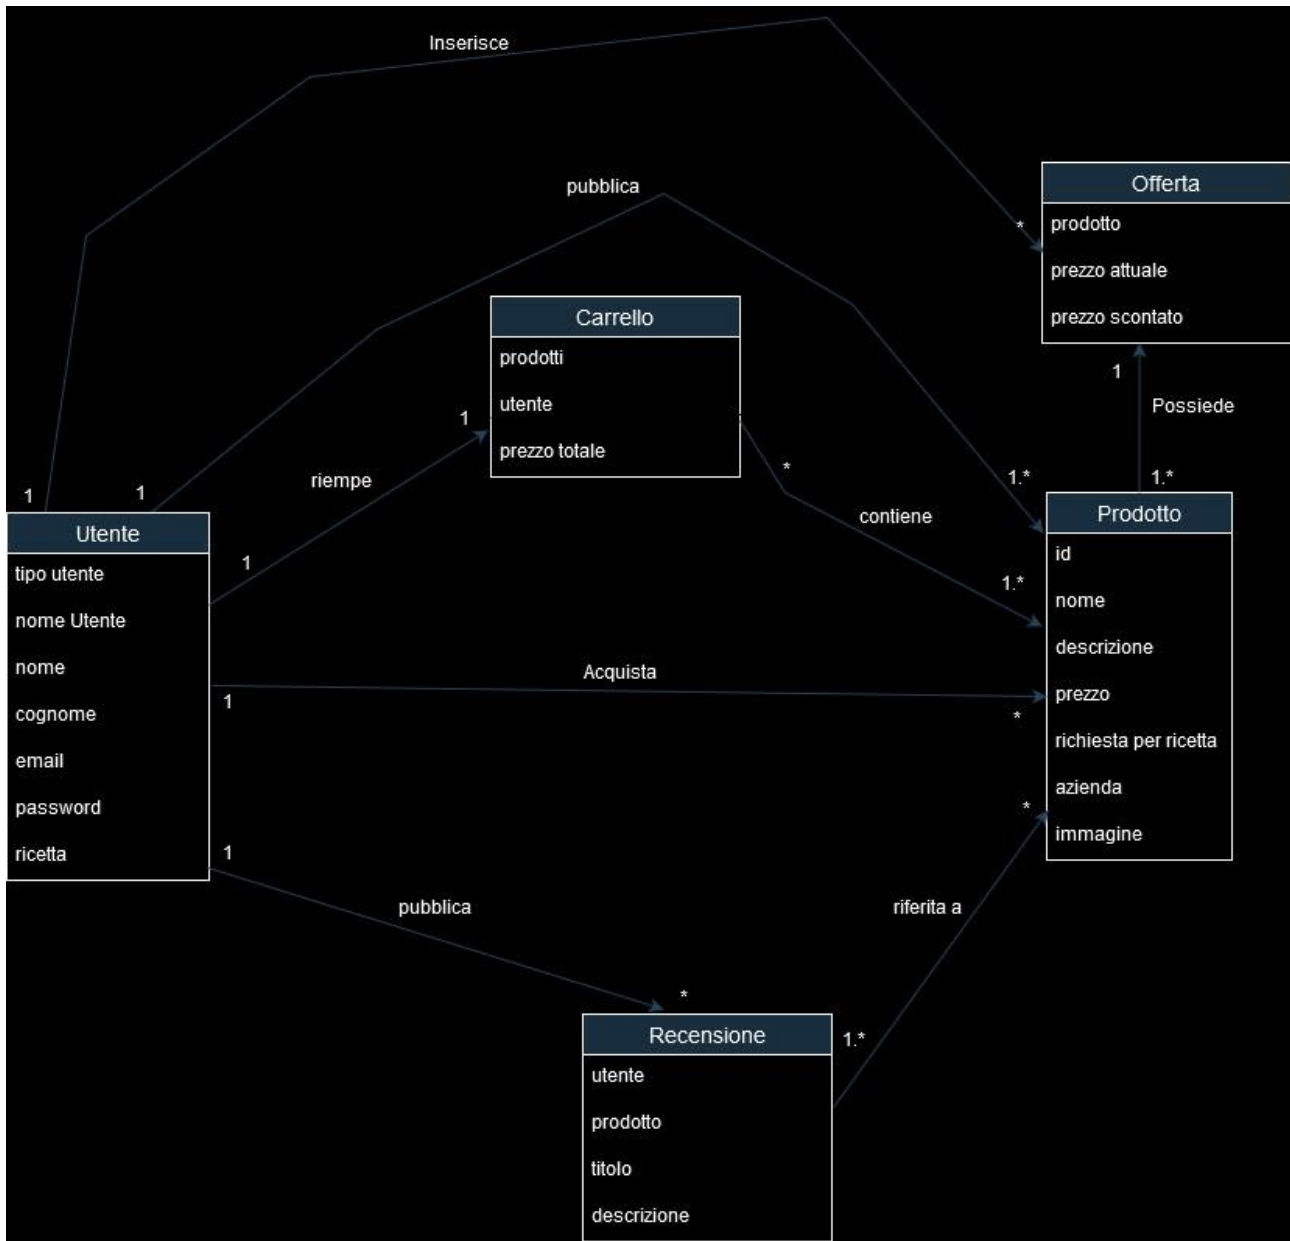 Inserisce
pubblica
Offerta
prodotto
* prezzo attuale
prezzo scontato
1
Possiede
1.*
Carrello
prodotti
utente
prezzo totale
1
riempe
1
*
contiene
1.*
1.*
1
1
Utente
tipo utente
nome Utente
nome
cognome
email
password
ricetta
Prodotto
id
nome
descrizione
prezzo
richiesta per ricetta
azienda
immagine
Acquista
1
*
1
pubblica
*
riferita a
*
1.*
Recensione
utente
prodotto
titolo
descrizione